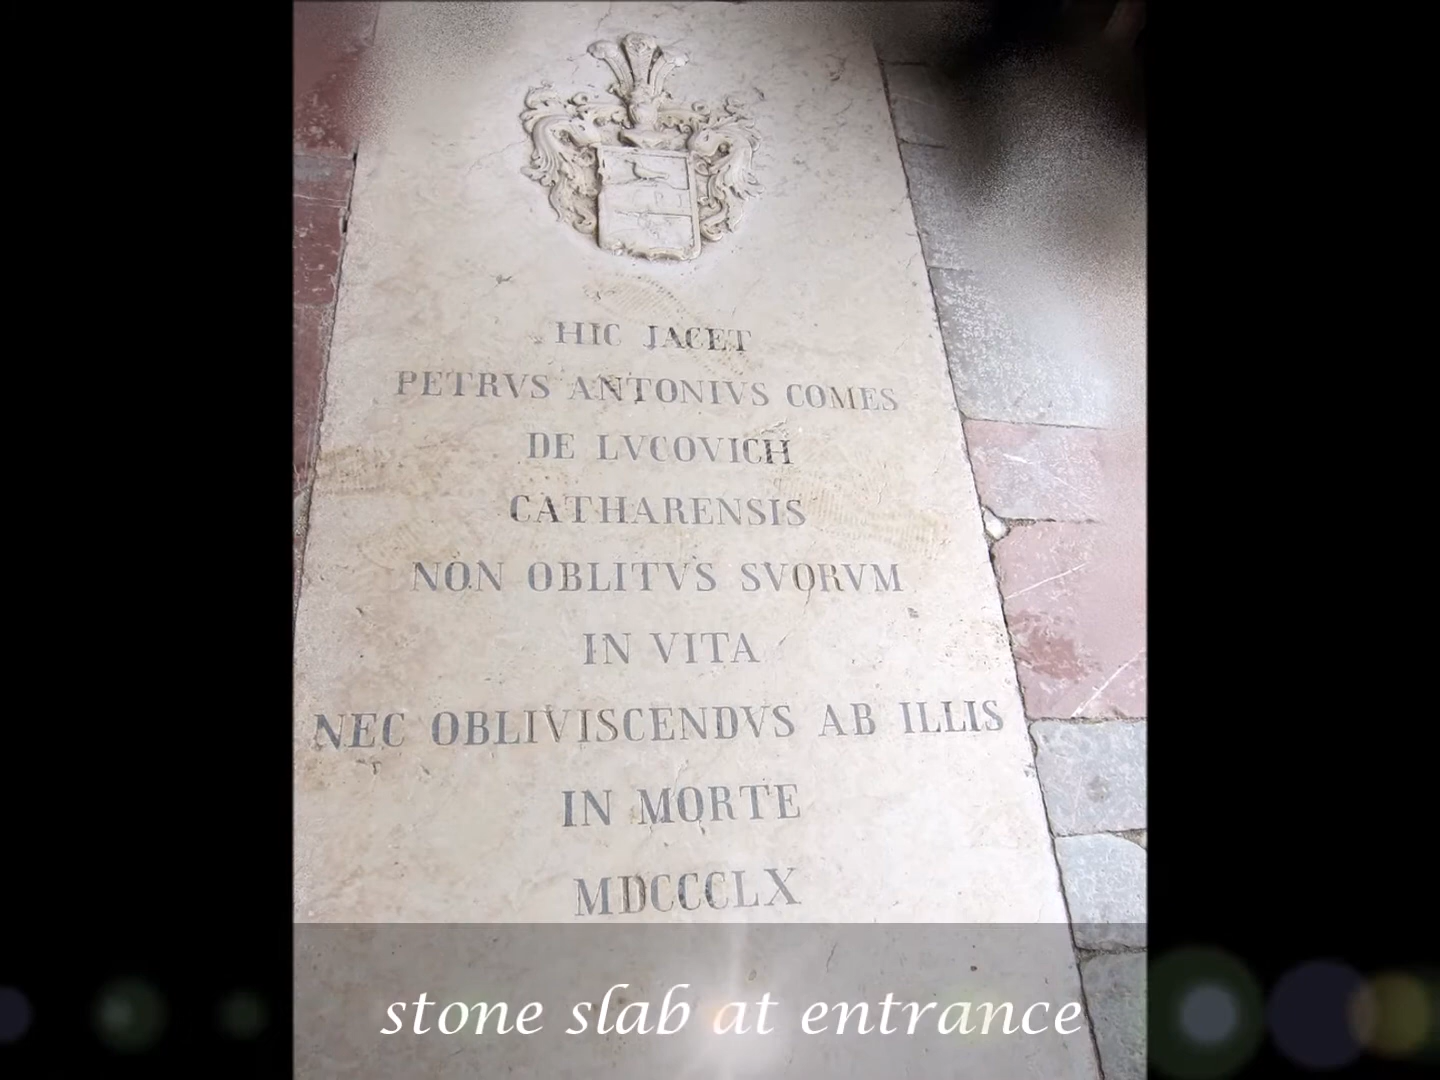 HIC JACET
PETRVS ANTONIVS COMES
DE LVCOVICH
CATHARENSIS
NON OBLITVS SVORVM
IN VITA
NEC OBLIVISCENDVS AB ILLIS
IN MORTE
MDCCCLX
stone slab at entrance